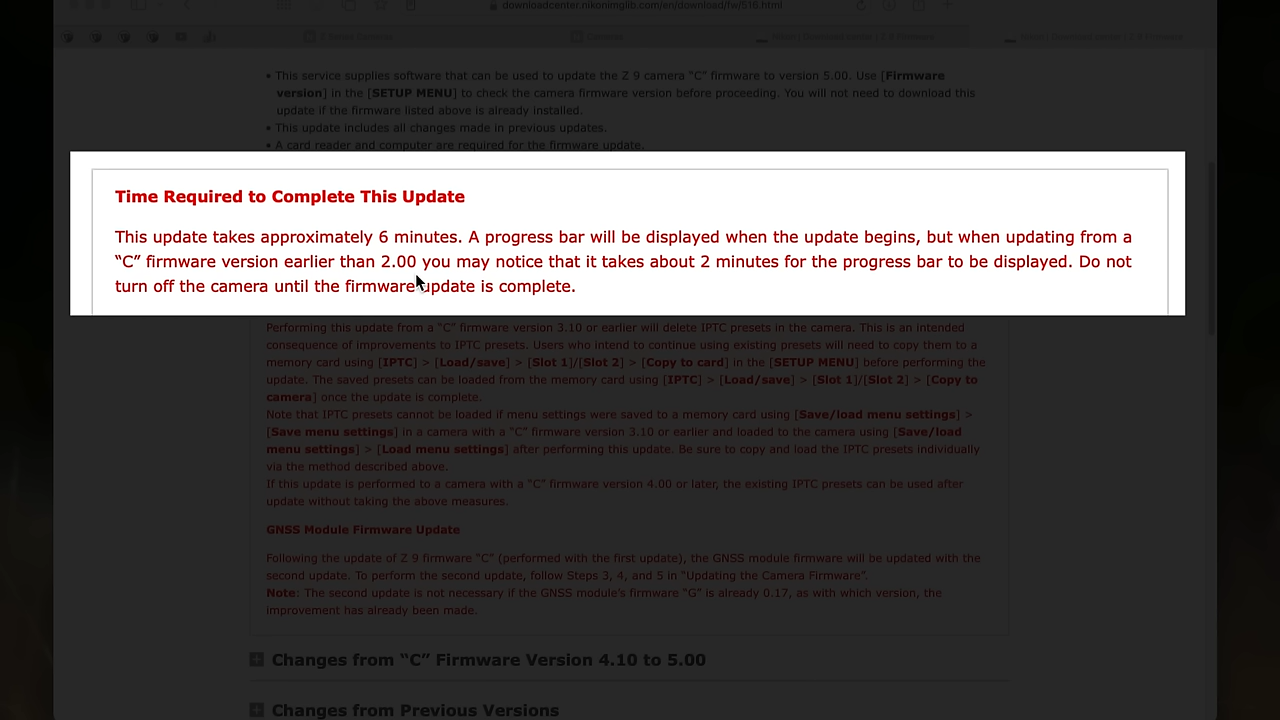 downloadcenter.nikonimglib.com/en/download/fw/516.html
• This service supplies software that can be used to update the Z 9 camera “C” firmware to version 5.00. Use [Firmware
version] in the [SETUP MENU] to check the camera firmware version before proceeding. You will not need to download this
update if the firmware listed above is already installed.
• This update includes all changes made in previous updates.
• A card reader and computer are required for the firmware update.
Time Required to Complete This Update
This update takes approximately 6 minutes. A progress bar will be displayed when the update begins, but when updating from a
“C” firmware version earlier than 2.00 you may notice that it takes about 2 minutes for the progress bar to be displayed. Do not
turn off the camera until the firmware update is complete.
Performing this update from a “C” firmware version 3.10 or earlier will delete IPTC presets in the camera. This is an intended
consequence of improvements to IPTC presets. Users who intend to continue using existing presets will need to copy them to a
memory card using [IPTC] > [Load/save] > [Slot 1]/[Slot 2] > [Copy to card] in the [SETUP MENU] before performing the
update. The saved presets can be loaded from the memory card using [IPTC] > [Load/save] > [Slot 1]/[Slot 2] > [Copy to
camera] once the update is complete.
Note that IPTC presets cannot be loaded if menu settings were saved to a memory card using [Save/load menu settings] >
[Save menu settings] in a camera with a “C” firmware version 3.10 or earlier and loaded to the camera using [Save/load
menu settings] > [Load menu settings] after performing this update. Be sure to copy and load the IPTC presets individually
via the method described above.
If this update is performed to a camera with a “C” firmware version 4.00 or later, the existing IPTC presets can be used after
update without taking the above measures.
GNSS Module Firmware Update
Following the update of Z 9 firmware “C” (performed with the first update), the GNSS module firmware will be updated with the
second update. To perform the second update, follow Steps 3, 4, and 5 in “Updating the Camera Firmware”.
Note: The second update is not necessary if the GNSS module’s firmware “G” is already 0.17, as with which version, the
improvement has already been made.
Changes from “C” Firmware Version 4.10 to 5.00
Changes from Previous Versions